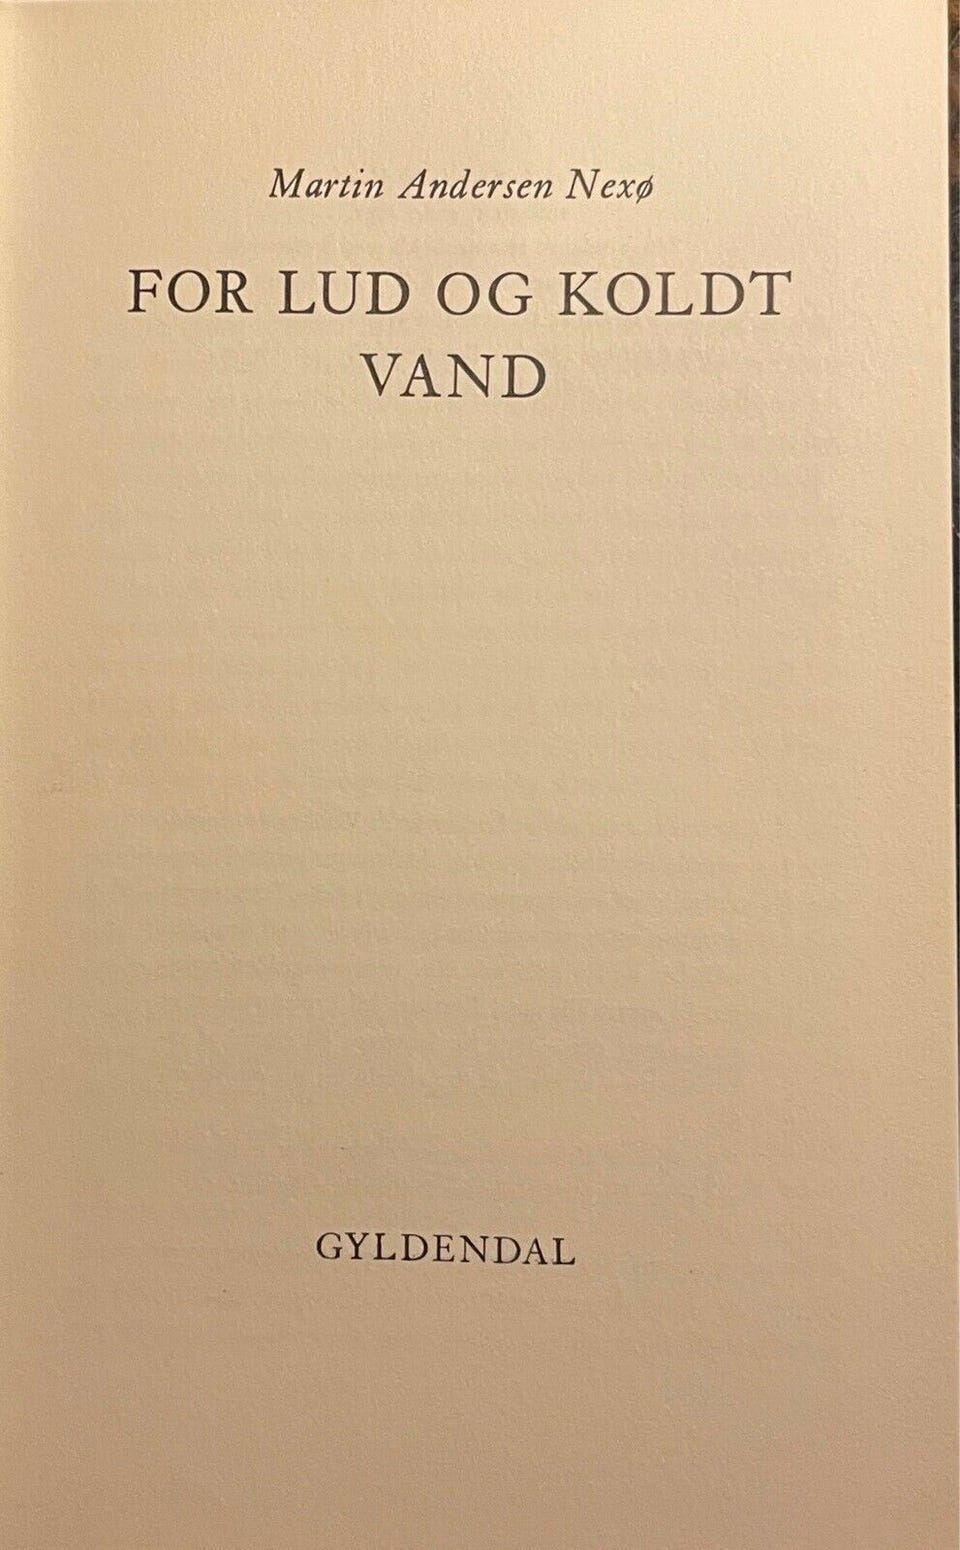 Martin Andersen Nexø
FOR LUD OG KOLDT
VAND
GYLDENDAL